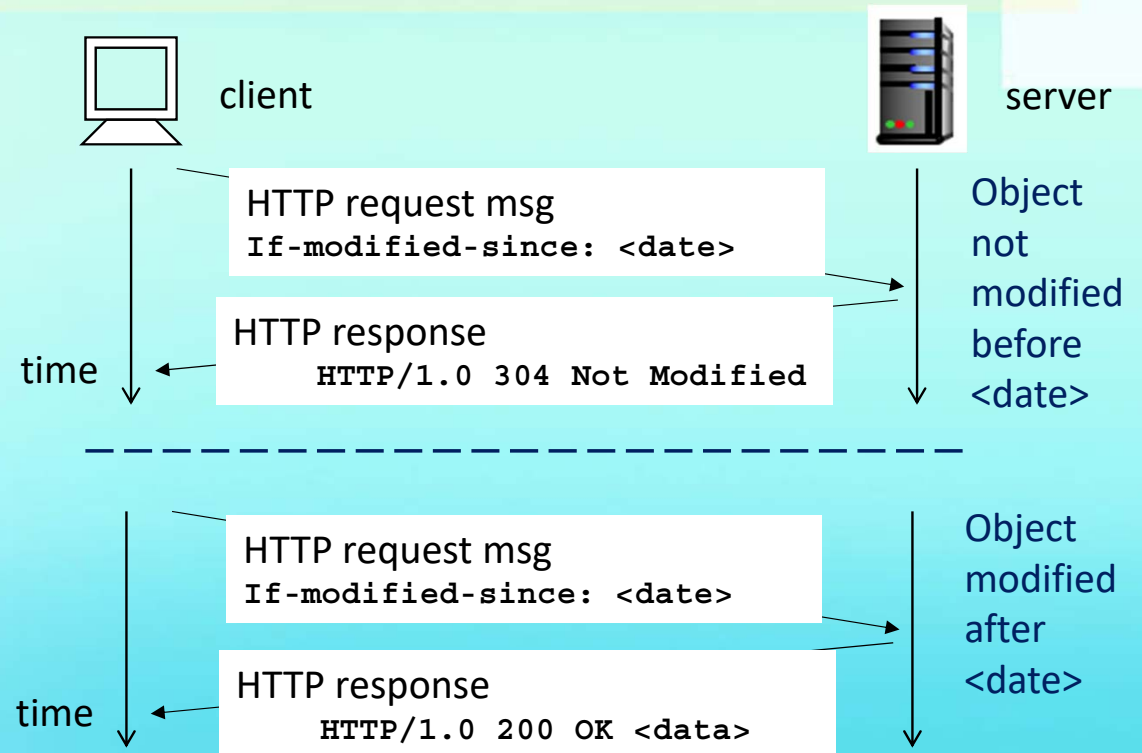 client
server
HTTP request msg
If-modified-since: <date>
Object
not
modified
before
<date>
HTTP response
HTTP/1.0 304 Not Modified
time
HTTP request msg
If-modified-since: <date>
Object
modified
after
<date>
HTTP response
HTTP/1.0 200 OK <data>
time